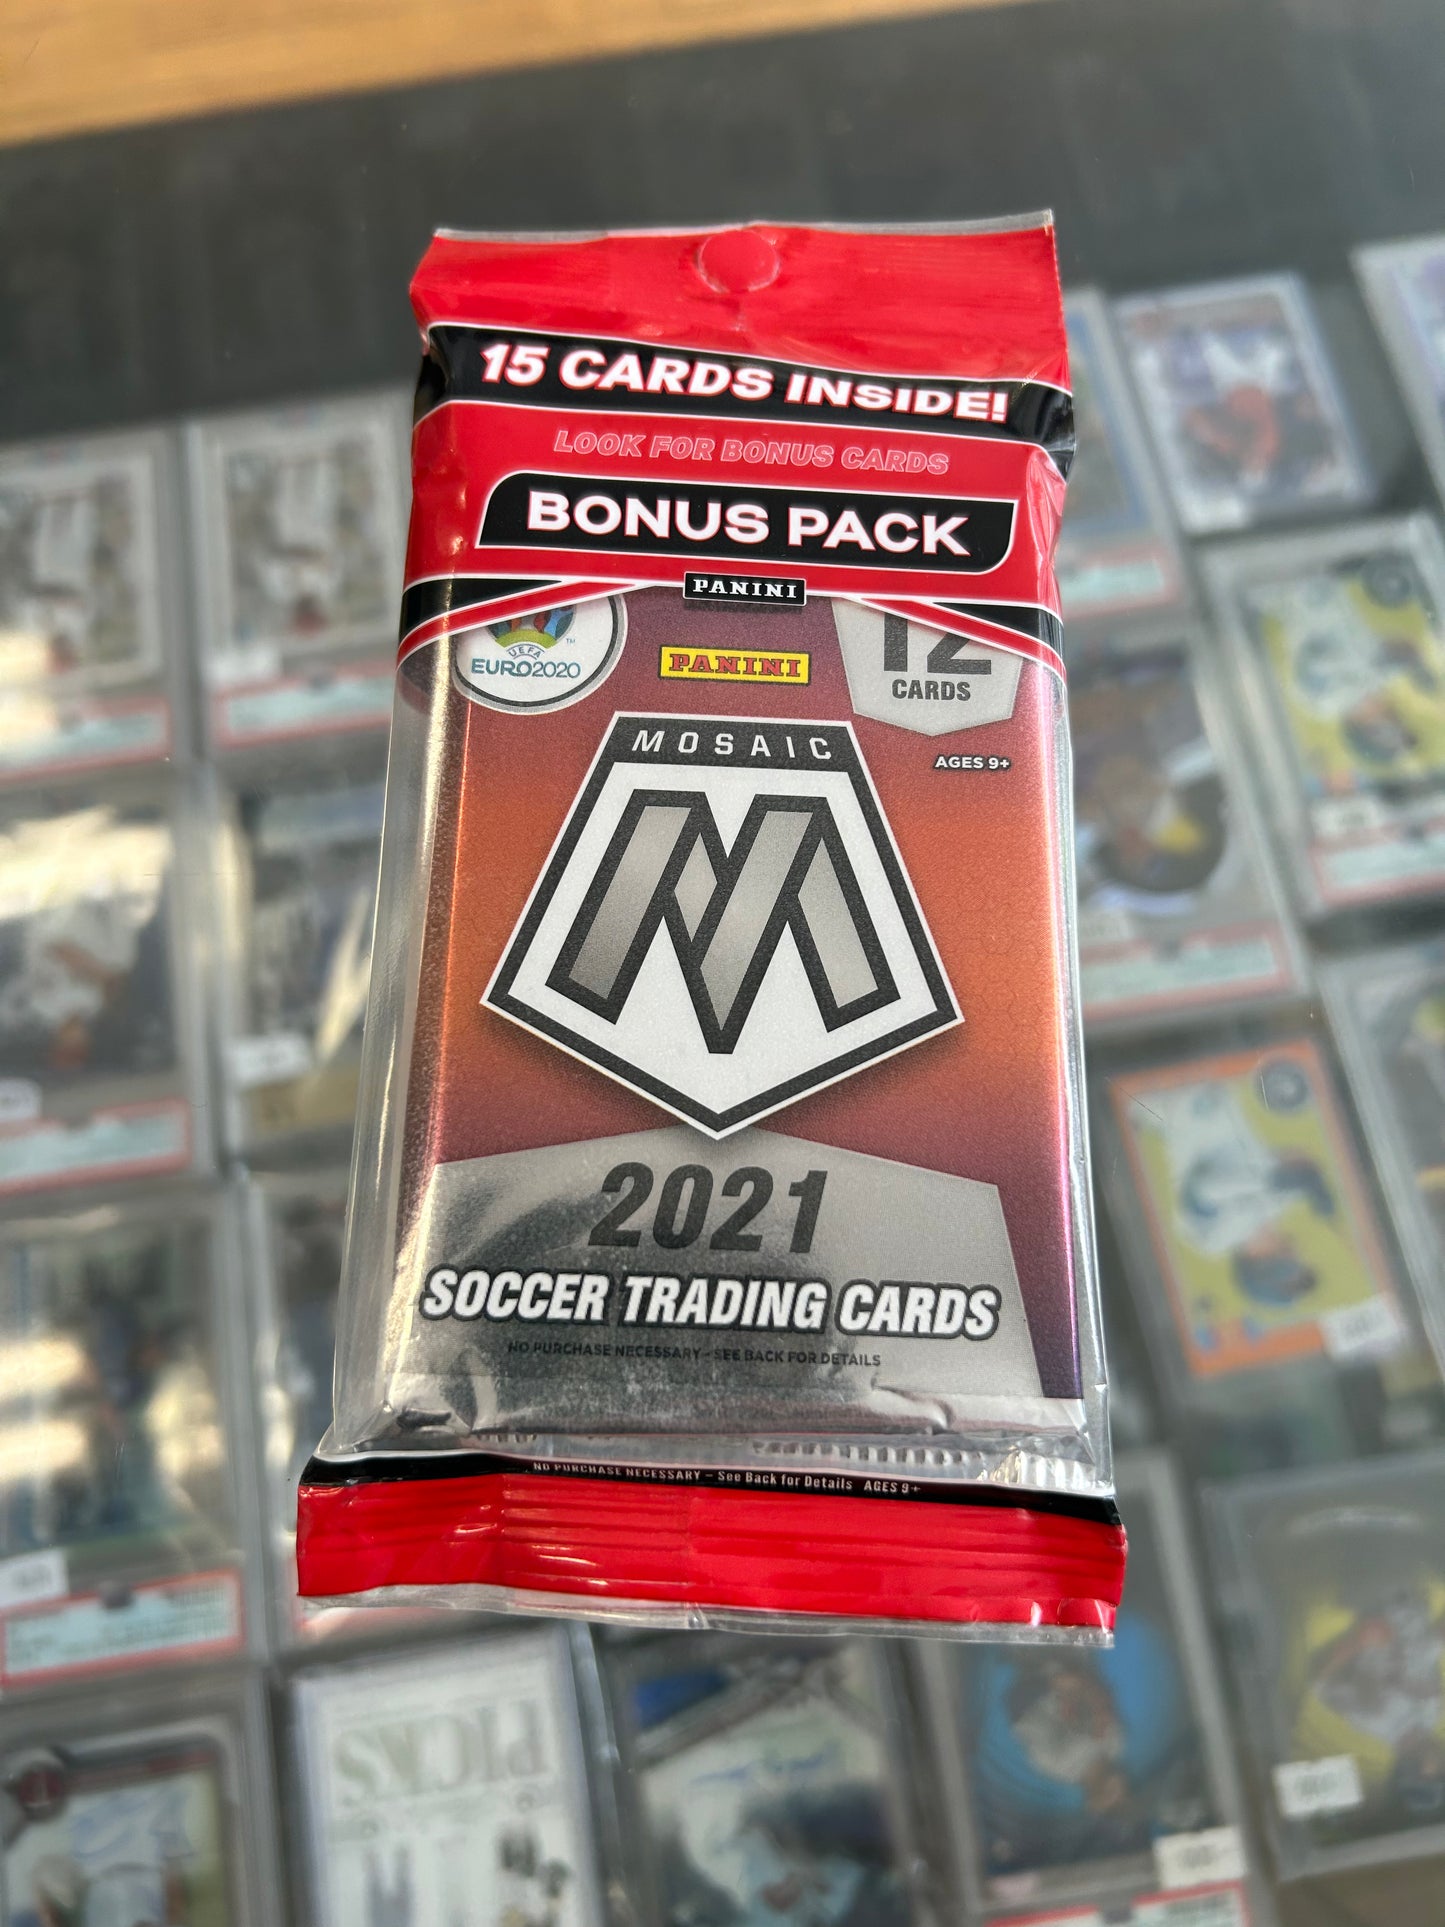 15 CARDS INSIDE!
LOOK FOR BONUS CARDS
BONUS PACK
PANINI
UEFA
EURO2020
TM
PANINI
12
CARDS
AGES 9+
MOSAIC
M
2021
SOCCER TRADING CARDS
NO PURCHASE NECESSARY - SEE BACK FOR DETAILS
NO PURCHASE NECESSARY – See Back for Details AGES 9+
PICKS